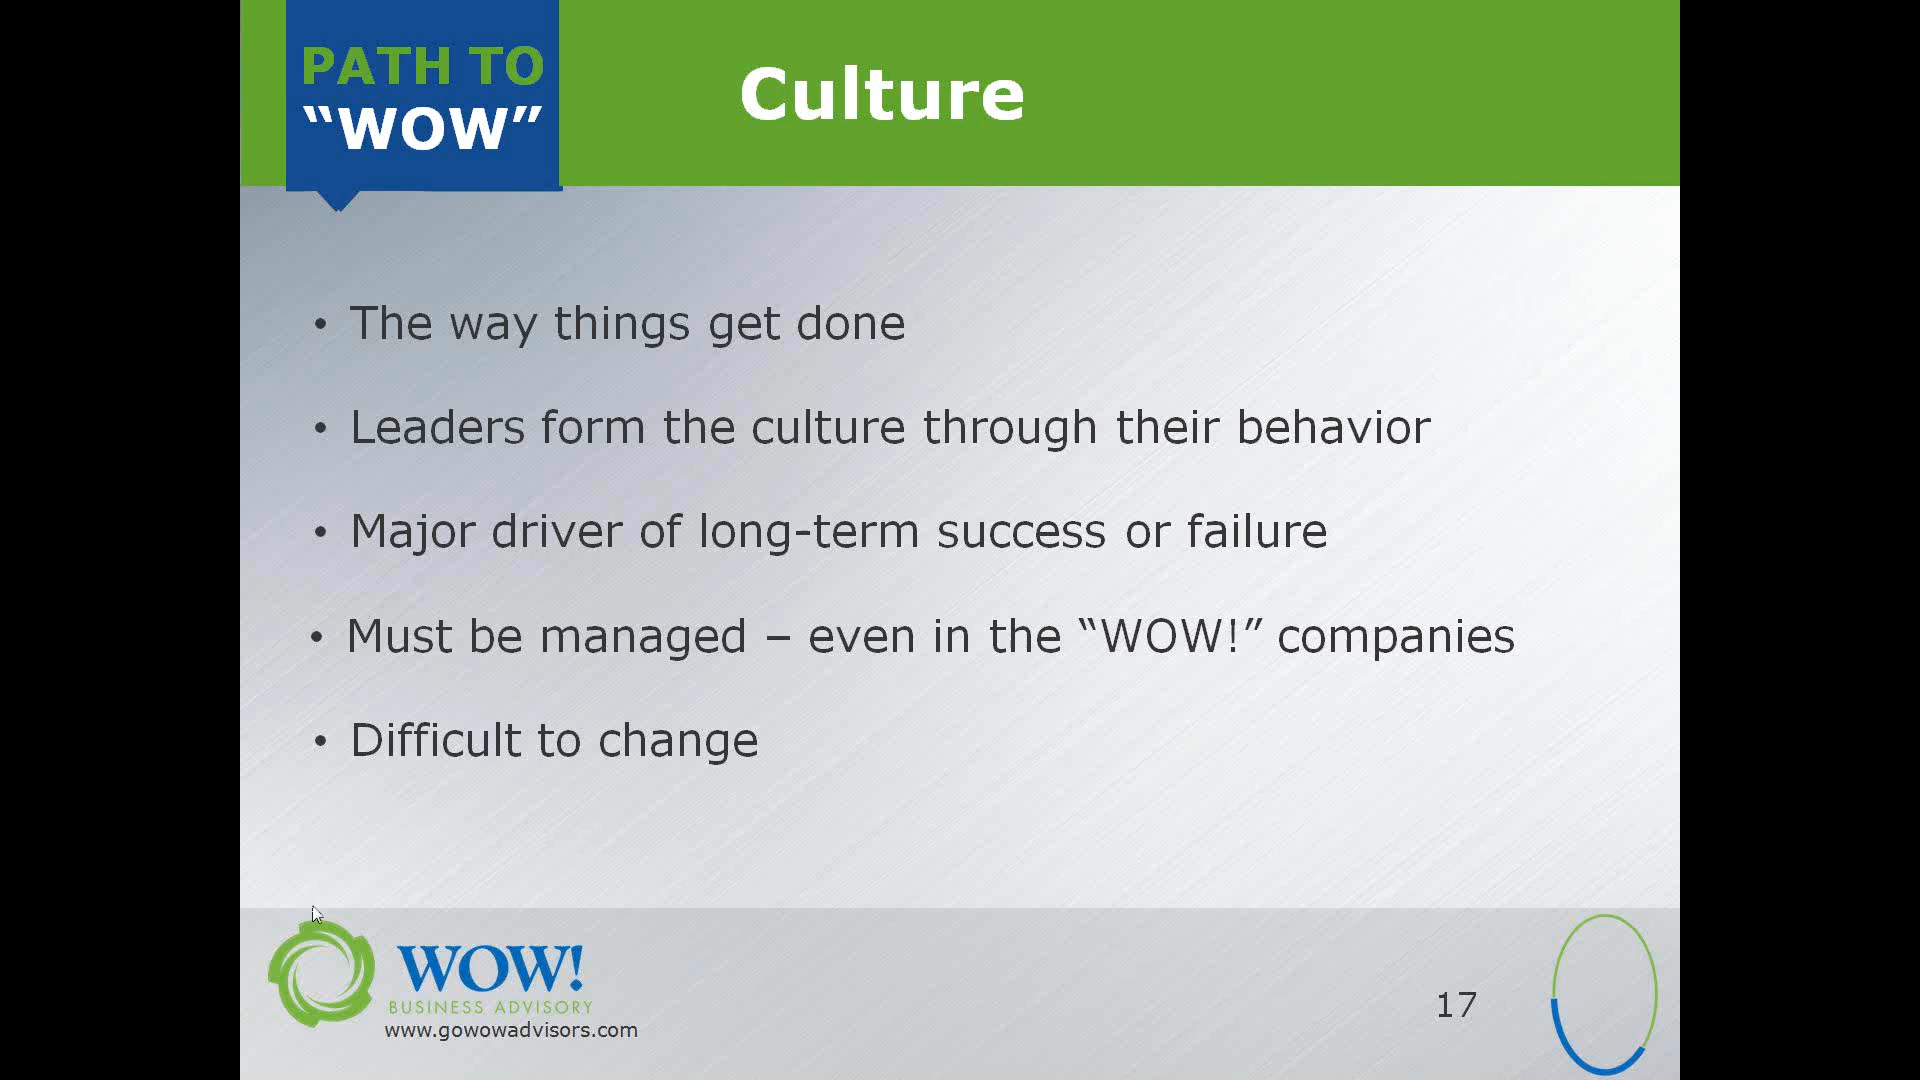 PATH TO
“WOW”
Culture
• The way things get done
• Leaders form the culture through their behavior
• Major driver of long-term success or failure
• Must be managed – even in the “WOW!” companies
• Difficult to change
WOW!
BUSINESS ADVISORY
www.gowowadvisors.com
17